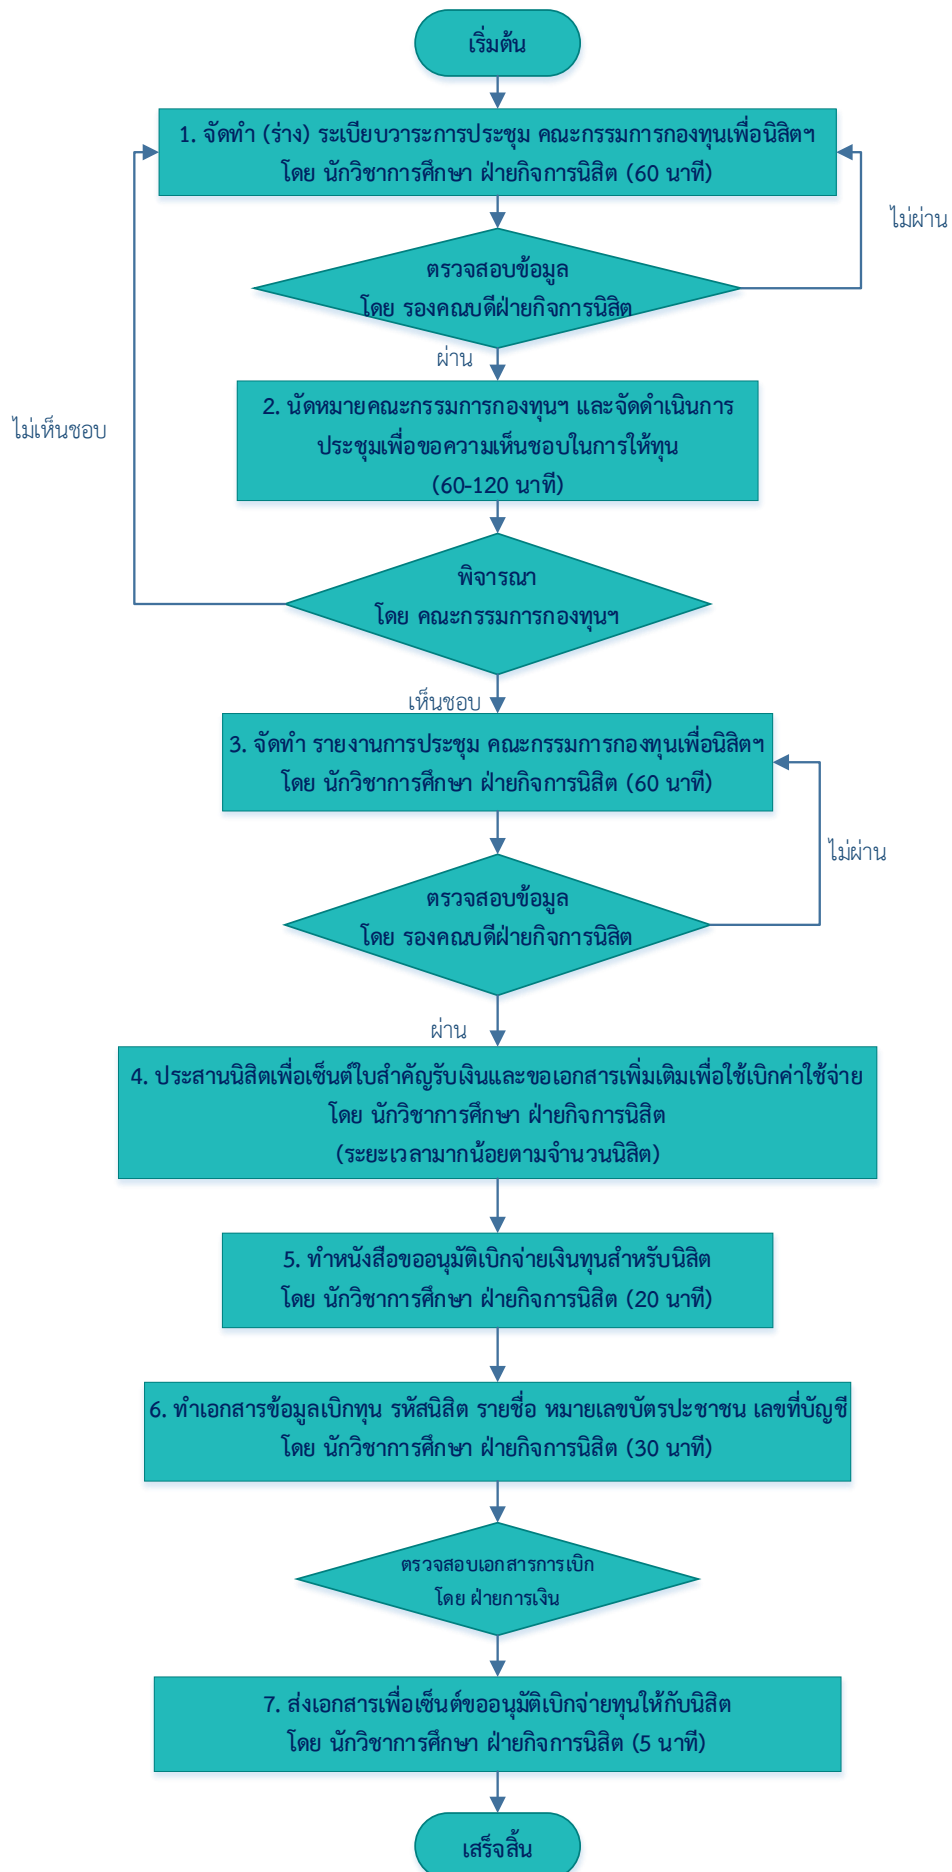 เริ่มต้น
1. จัดทำ (ร่าง) ระเบียบวาระการประชุม คณะกรรมการกองทุนเพื่อนิสิตฯ
โดย นักวิชาการศึกษา ฝ่ายกิจการนิสิต (60 นาที)
ไม่ผ่าน
ตรวจสอบข้อมูล
โดย รองคณบดีฝ่ายกิจการนิสิต
ผ่าน
2. นัดหมายคณะกรรมการกองทุนฯ และจัดดำเนินการ
ประชุมเพื่อขอความเห็นชอบในการให้ทุน
(60-120 นาที)
ไม่เห็นชอบ
พิจารณา
โดย คณะกรรมการกองทุนฯ
เห็นชอบ
3. จัดทำ รายงานการประชุม คณะกรรมการกองทุนเพื่อนิสิตฯ
โดย นักวิชาการศึกษา ฝ่ายกิจการนิสิต (60 นาที)
ไม่ผ่าน
ตรวจสอบข้อมูล
โดย รองคณบดีฝ่ายกิจการนิสิต
ผ่าน
4. ประสานนิสิตเพื่อเซ็นต์ใบสำคัญรับเงินและขอเอกสารเพิ่มเติมเพื่อใช้เบิกค่าใช้จ่าย
โดย นักวิชาการศึกษา ฝ่ายกิจการนิสิต
(ระยะเวลามากน้อยตามจำนวนนิสิต)
5. ทำหนังสือขออนุมัติเบิกจ่ายเงินทุนสำหรับนิสิต
โดย นักวิชาการศึกษา ฝ่ายกิจการนิสิต (20 นาที)
6. ทำเอกสารข้อมูลเบิกทุน รหัสนิสิต รายชื่อ หมายเลขบัตรปะชาชน เลขที่บัญชี
โดย นักวิชาการศึกษา ฝ่ายกิจการนิสิต (30 นาที)
ตรวจสอบเอกสารการเบิก
โดย ฝ่ายการเงิน
7. ส่งเอกสารเพื่อเซ็นต์ขออนุมัติเบิกจ่ายทุนให้กับนิสิต
โดย นักวิชาการศึกษา ฝ่ายกิจการนิสิต (5 นาที)
เสร็จสิ้น